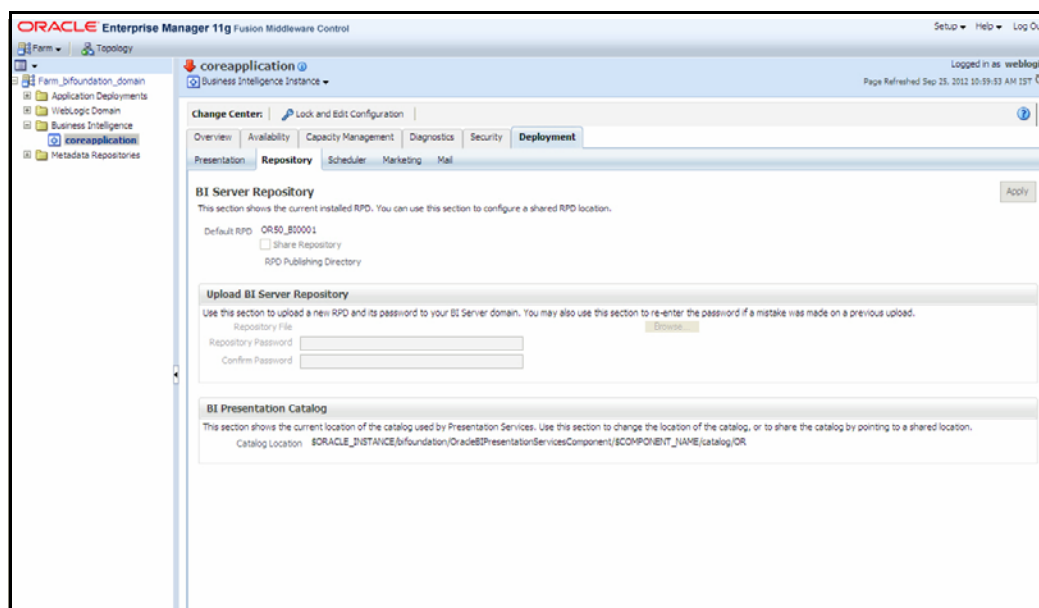 ORACLE Enterprise Manager 11g Fusion Middleware Control
Setup Help Log Ou
Farm Topology
Farm_bifoundation_domain
Application Deployments
WebLogic Domain
Business Intelligence
coreapplication
Metadata Repositories
coreapplication
Business Intelligence Instance
Logged in as weblogi
Page Refreshed Sep 25, 2012 10:59:53 AM IST
Change Center: Lock and Edit Configuration
Overview Availability Capacity Management Diagnostics Security Deployment
Presentation Repository Scheduler Marketing Mail
BI Server Repository
Apply
This section shows the current installed RPD. You can use this section to configure a shared RPD location.
Default RPD OR50_BI0001
Share Repository
RPD Publishing Directory
Upload BI Server Repository
Use this section to upload a new RPD and its password to your BI Server domain. You may also use this section to re-enter the password if a mistake was made on a previous upload.
Repository File Browse...
Repository Password
Confirm Password
BI Presentation Catalog
This section shows the current location of the catalog used by Presentation Services. Use this section to change the location of the catalog, or to share the catalog by pointing to a shared location.
Catalog Location $ORACLE_INSTANCE/bifoundation/OracleBIPresentationServicesComponent/$COMPONENT_NAME/catalog/OR